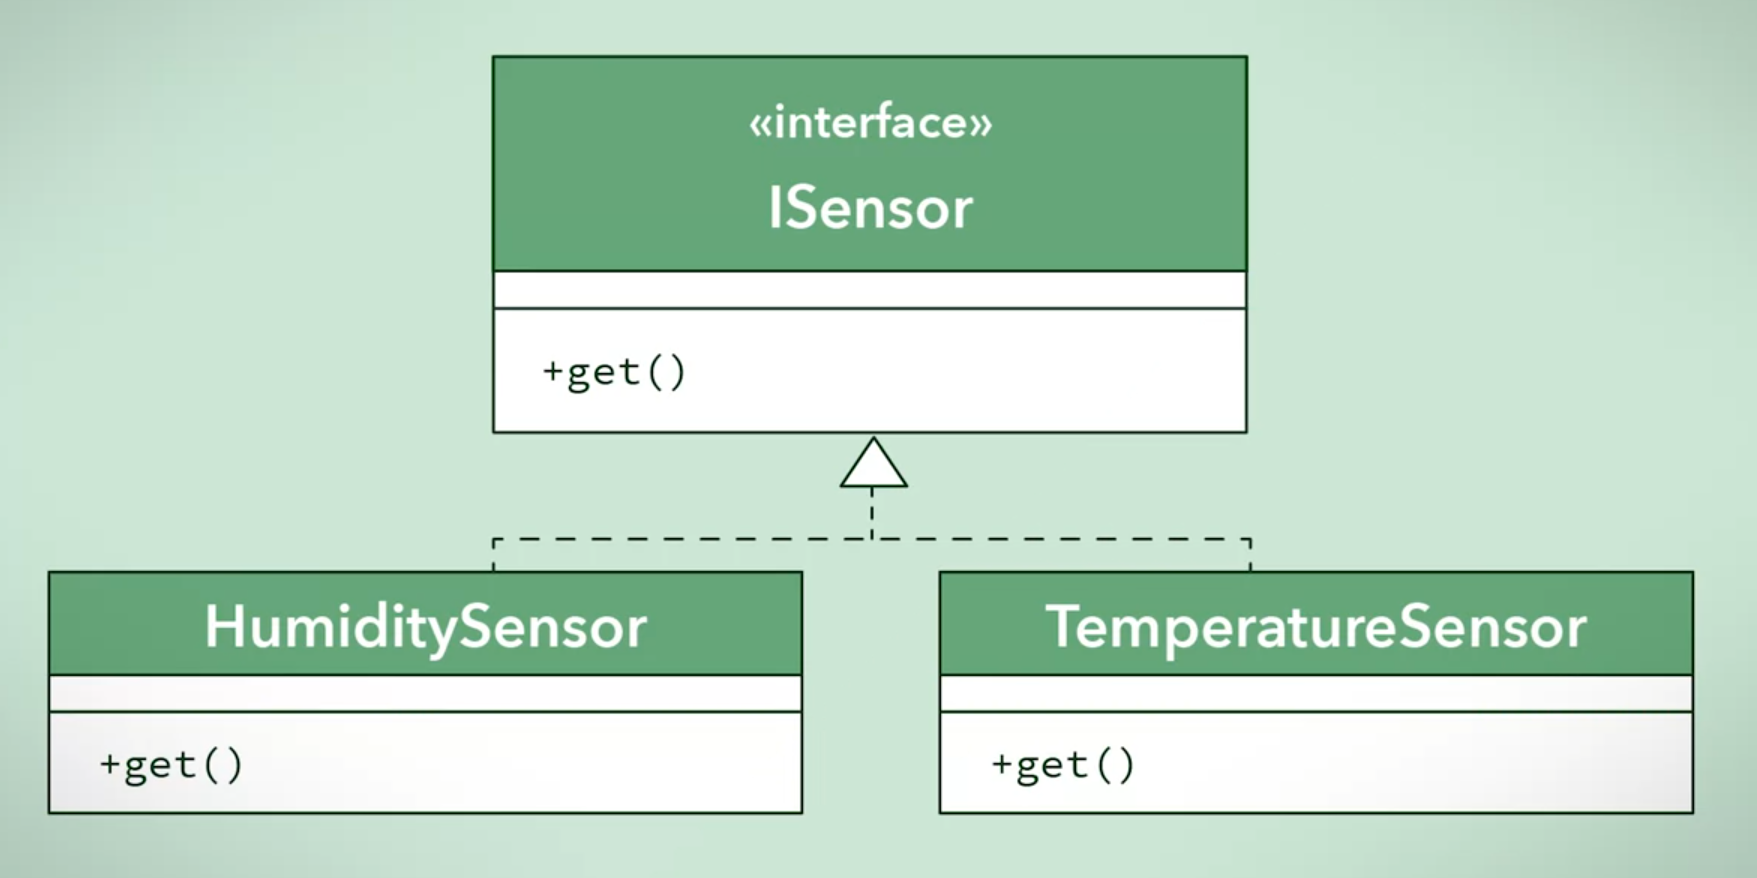 «interface»
ISensor
+get()
HumiditySensor
+get()
TemperatureSensor
+get()